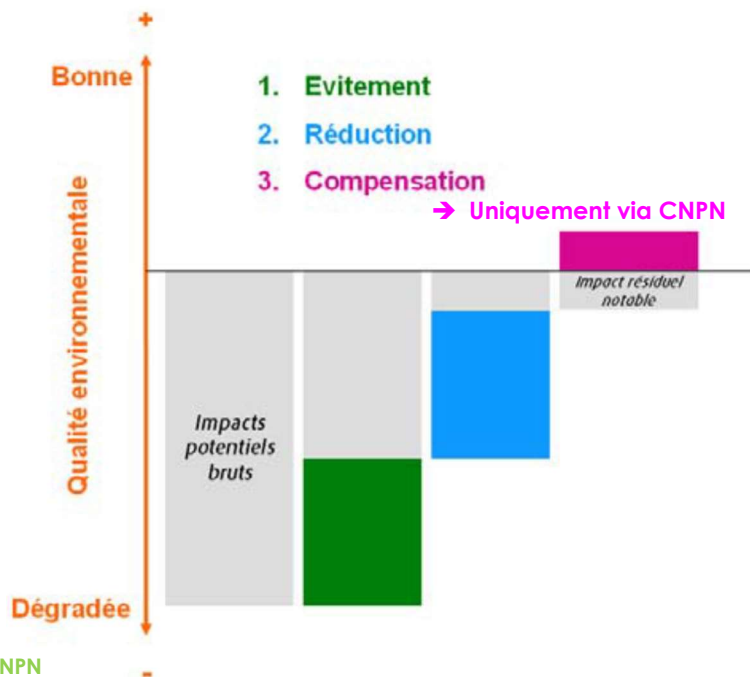 +
Bonne
1. Evitement
2. Réduction
3. Compensation
➔ Uniquement via CNPN
Qualité environnementale
Impact résiduel
notable
Impacts
potentiels
bruts
Dégradée
NPN
-